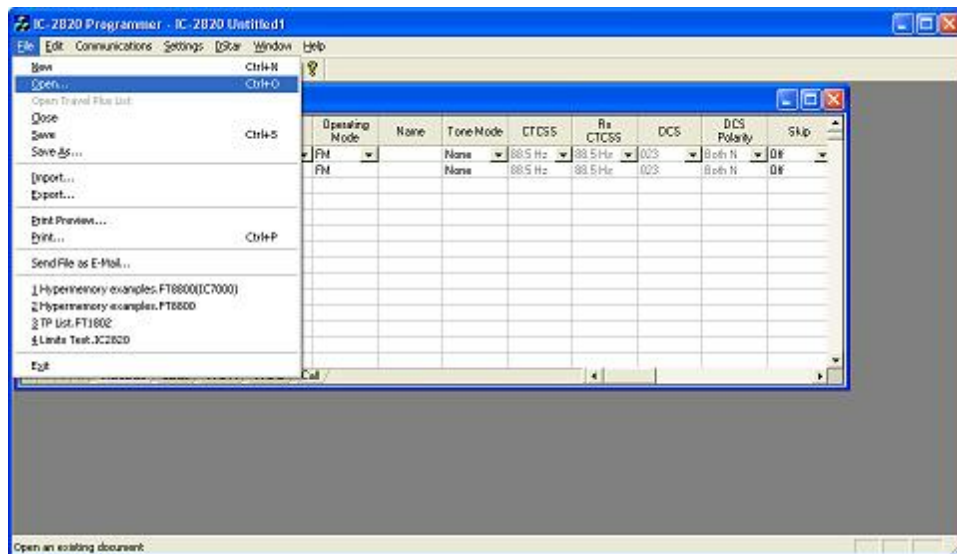 IC-2820 Programmer - IC-2820 Untitled1
File Edit Communications Settings DStar Window Help
New Ctrl+N
Open... Ctrl+O
Open Travel Plus List
Close
Save Ctrl+S
Save As...
Import...
Export...
Print Preview...
Print... Ctrl+P
Send File as E-Mail...
1 Hypermemory examples.FT8800(IC7000)
2 Hypermemory examples.FT8800
3 TP List.FT1802
4 Limits Test.IC2820
Exit
Operating Mode Name Tone Mode CTCSS Rx CTCSS DCS DCS Polarity Skip
FM None 88.5 Hz 88.5 Hz 023 Both N Off
FM None 88.5 Hz 88.5 Hz 023 Both N Off
Call
Open an existing document